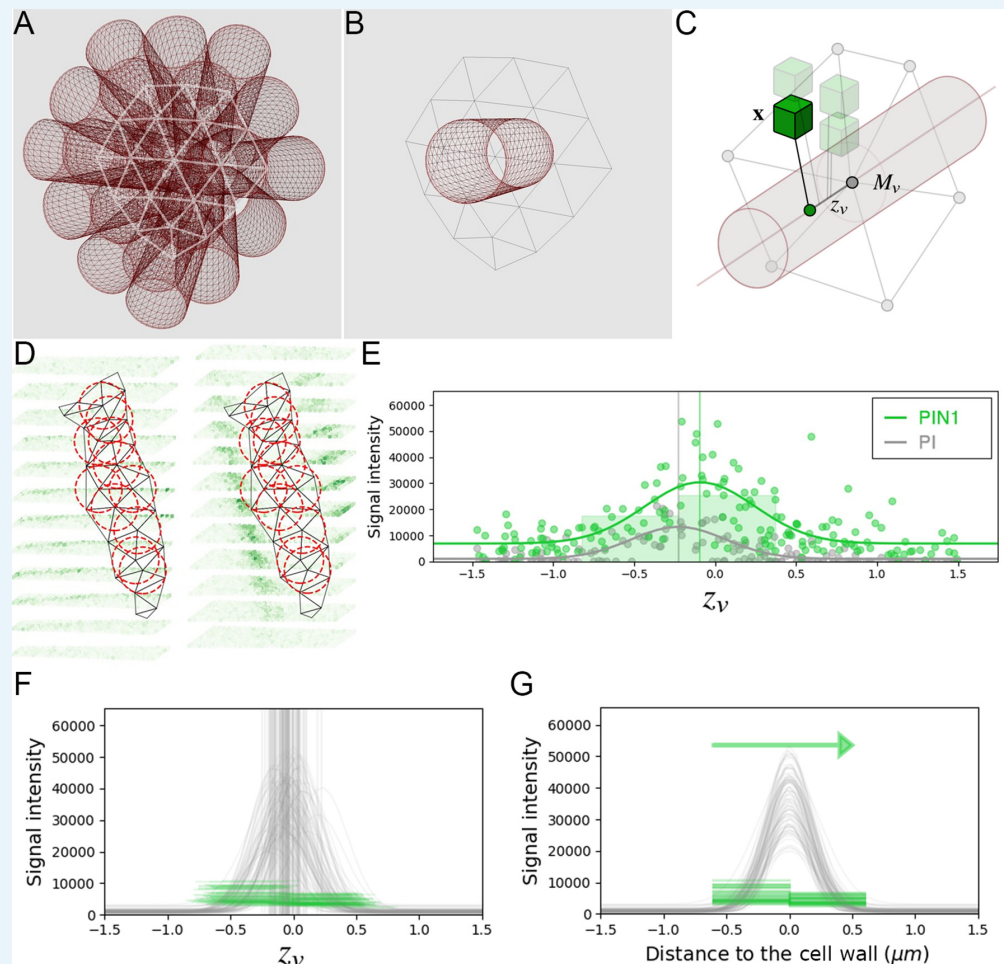 A
B
C
x
M_v
z_v
D
E
Signal intensity
60000
50000
40000
30000
20000
10000
0
PIN1
PI
−1.5 −1.0 −0.5 0.0 0.5 1.0 1.5
z_v
F
Signal intensity
60000
50000
40000
30000
20000
10000
0
−1.5 −1.0 −0.5 0.0 0.5 1.0 1.5
z_v
G
Signal intensity
60000
50000
40000
30000
20000
10000
0
−1.5 −1.0 −0.5 0.0 0.5 1.0 1.5
Distance to the cell wall (μm)